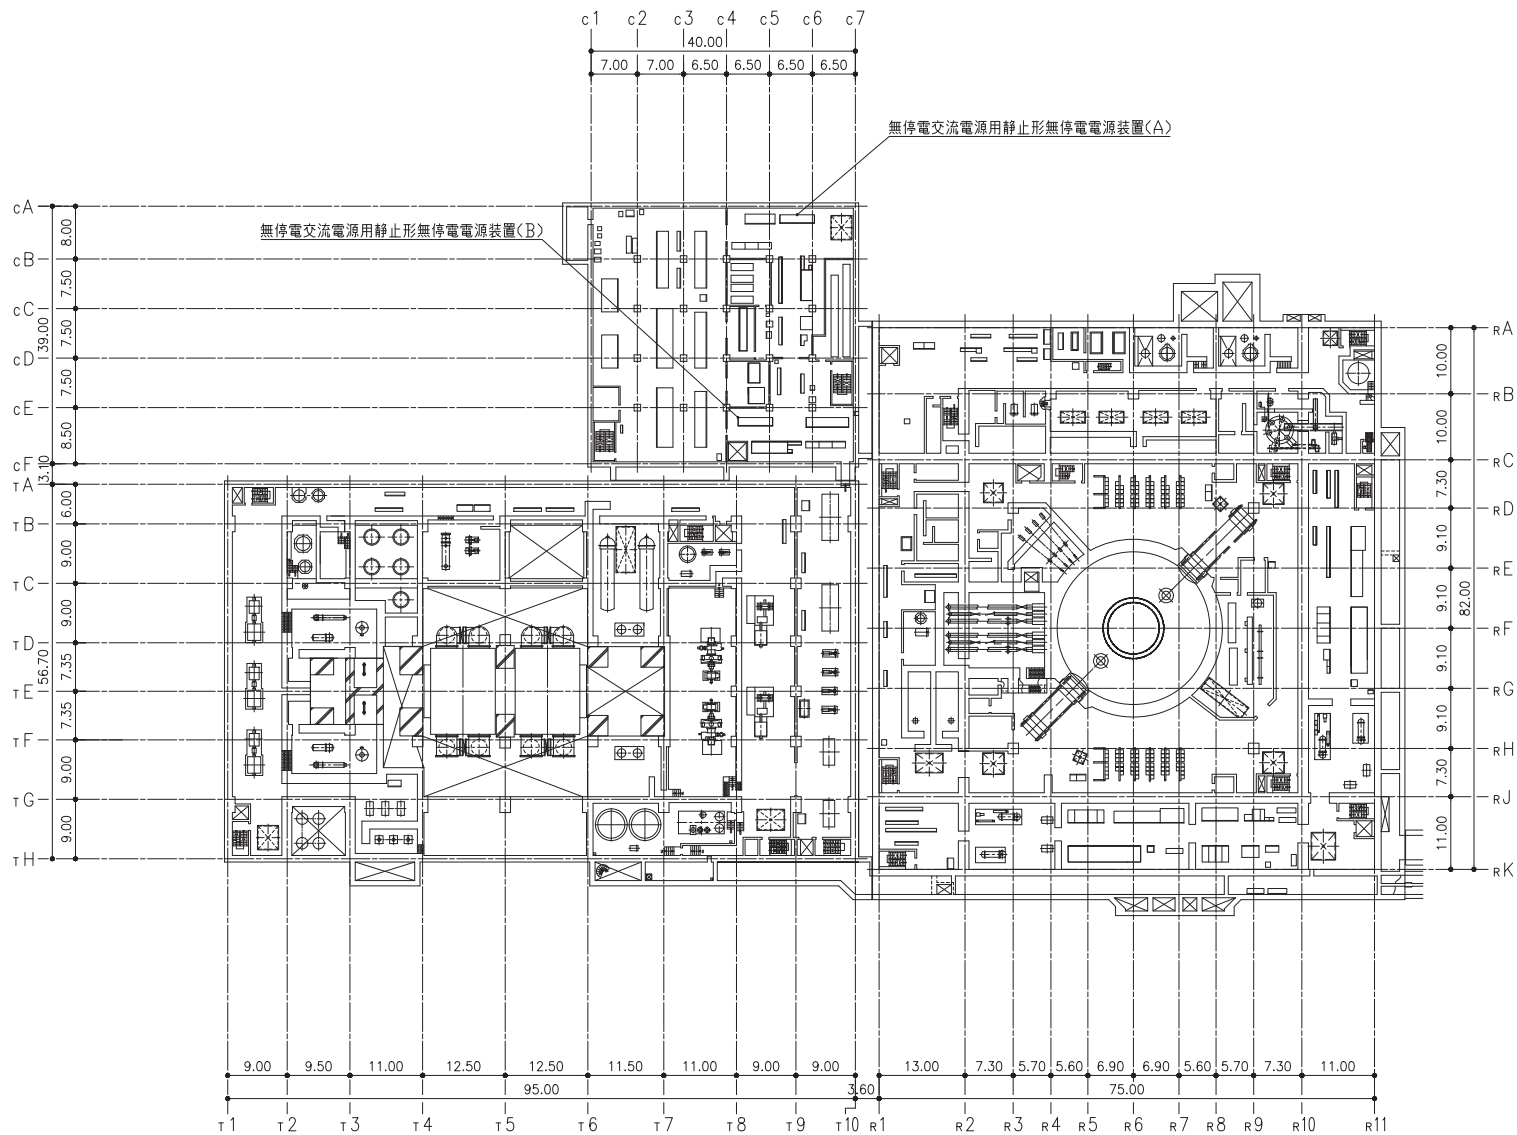 c1 c2 c3 c4 c5 c6 c7
40.00
7.00 7.00 6.50 6.50 6.50 6.50
無停電交流電源用静止形無停電電源装置(A)
無停電交流電源用静止形無停電電源装置(B)
cA
8.00
cB
7.50
cC
39.00
7.50
cD
7.50
cE
8.50
cF
3.10
TA
6.00
TB
9.00
TC
9.00
TD
56.70
7.35
TE
7.35
TF
9.00
TG
9.00
TH
RA
10.00
RB
10.00
RC
7.30
RD
9.10
RE
9.10
82.00
RF
9.10
RG
9.10
RH
7.30
RJ
11.00
RK
9.00 9.50 11.00 12.50 12.50 11.50 11.00 9.00 9.00 13.00 7.30 5.70 5.60 6.90 6.90 5.60 5.70 7.30 11.00
95.00 3.60 75.00
T1 T2 T3 T4 T5 T6 T7 T8 T9 T10 R1 R2 R3 R4 R5 R6 R7 R8 R9 R10 R11